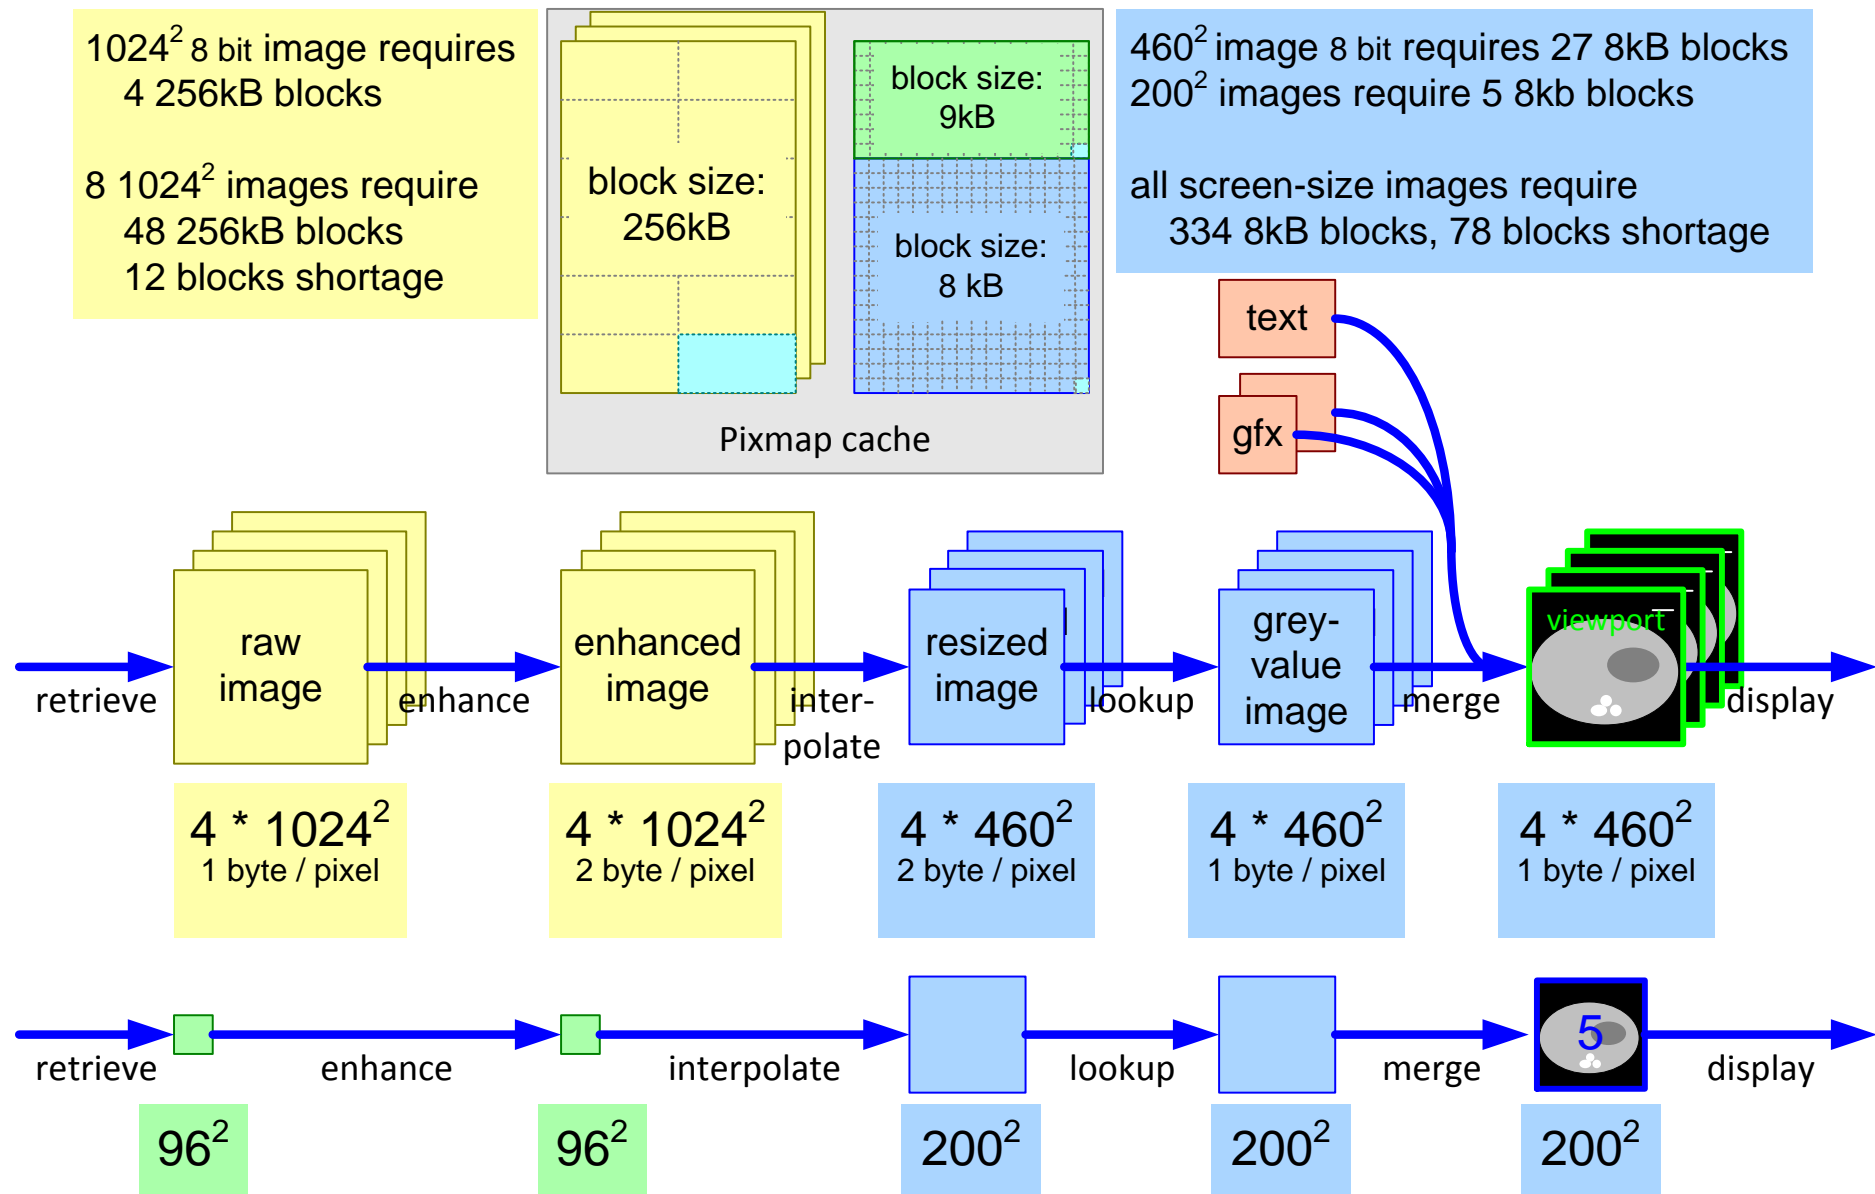 1024² 8 bit image requires
4 256kB blocks
8 1024² images require
48 256kB blocks
12 blocks shortage
block size:
256kB
block size:
9kB
block size:
8 kB
Pixmap cache
460² image 8 bit requires 27 8kB blocks
200² images require 5 8kb blocks
all screen-size images require
334 8kB blocks, 78 blocks shortage
text
gfx
retrieve
raw
image
enhance
enhanced
image
inter-
polate
resized
image
lookup
grey-
value
image
merge
viewport
display
4 * 1024²
1 byte / pixel
4 * 1024²
2 byte / pixel
4 * 460²
2 byte / pixel
4 * 460²
1 byte / pixel
4 * 460²
1 byte / pixel
retrieve
enhance
interpolate
lookup
merge
5
display
96²
96²
200²
200²
200²